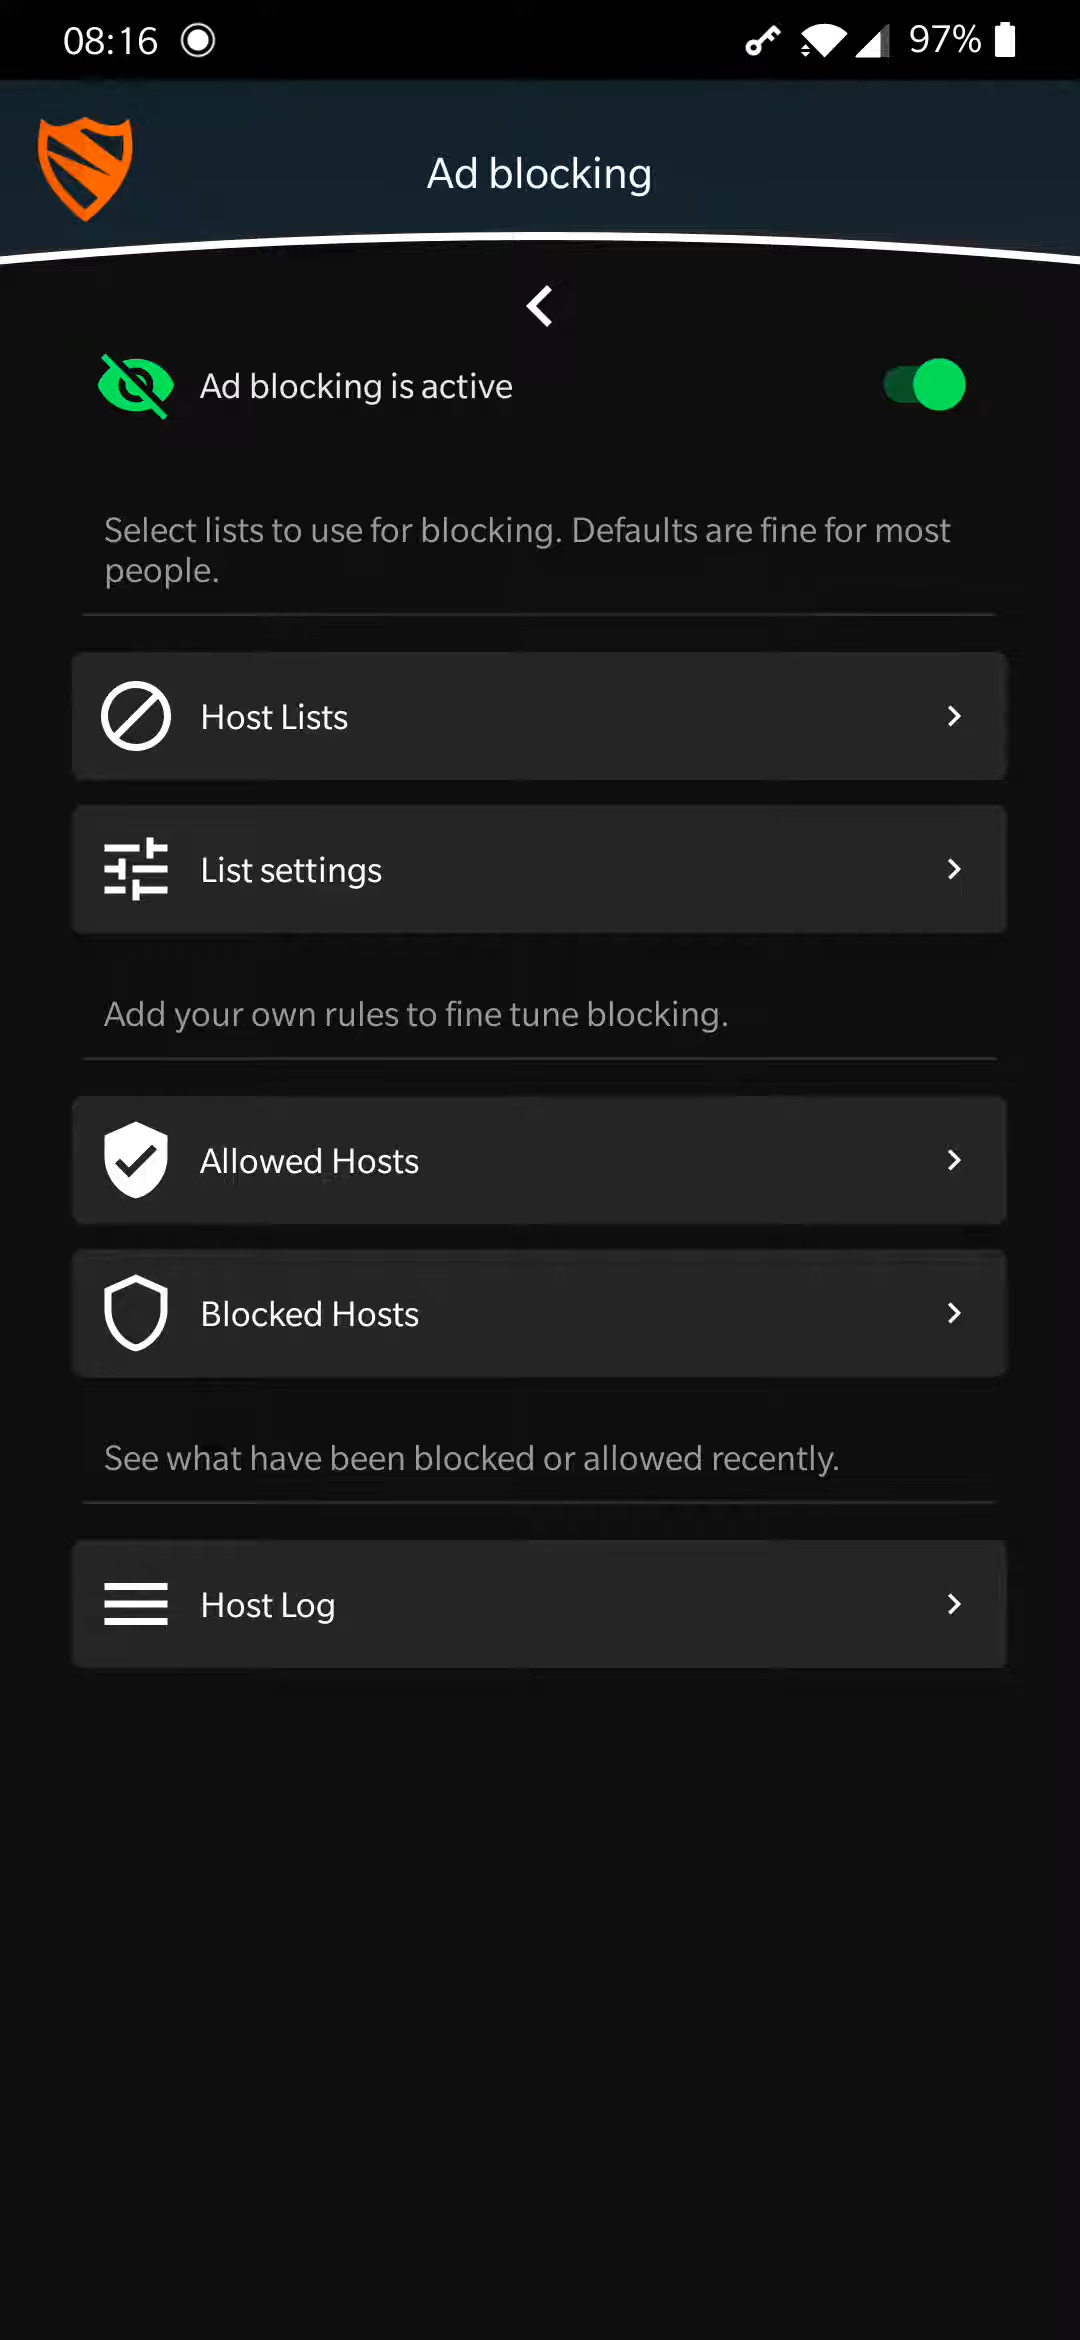 08:16
97%
Ad blocking
Ad blocking is active
Select lists to use for blocking. Defaults are fine for most
people.
Host Lists
List settings
Add your own rules to fine tune blocking.
Allowed Hosts
Blocked Hosts
See what have been blocked or allowed recently.
Host Log